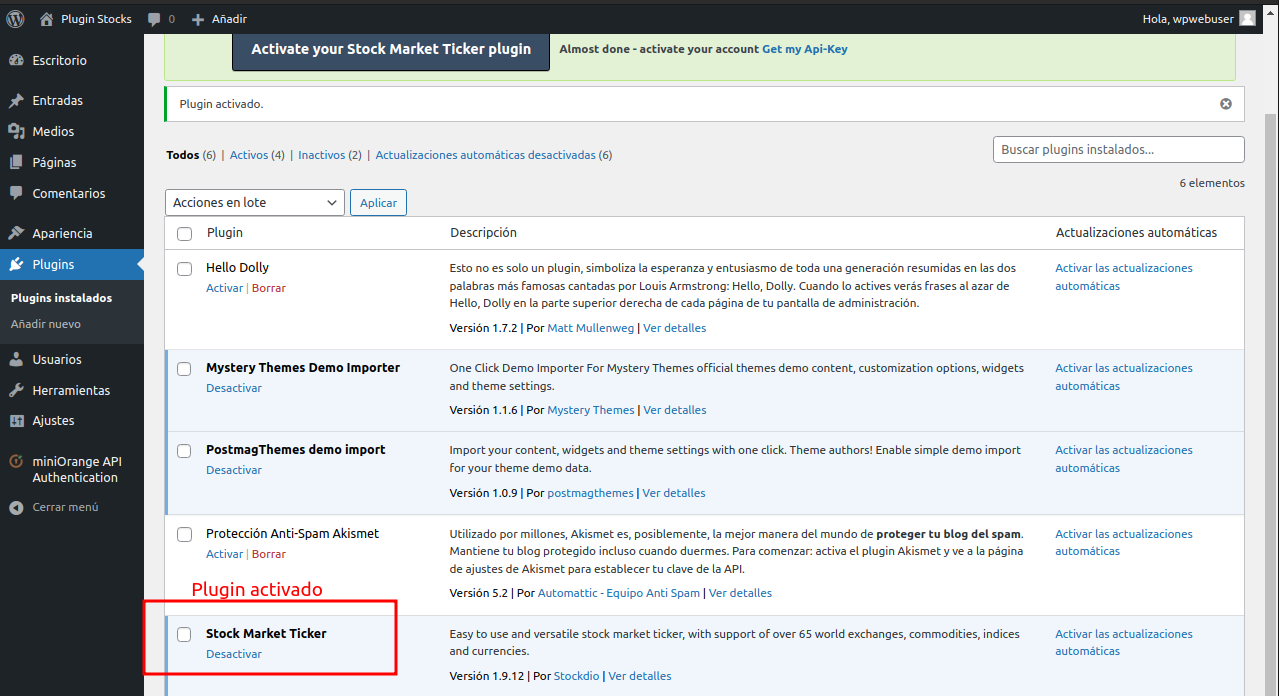 Plugin Stocks 0 Añadir Hola, wpwebuser
Escritorio
Entradas
Medios
Páginas
Comentarios
Apariencia
Plugins
Plugins instalados
Añadir nuevo
Usuarios
Herramientas
Ajustes
miniOrange API
Authentication
Cerrar menú
Activate your Stock Market Ticker plugin Almost done - activate your account Get my Api-Key
Plugin activado.
Todos (6) | Activos (4) | Inactivos (2) | Actualizaciones automáticas desactivadas (6)
Buscar plugins instalados...
6 elementos
Acciones en lote Aplicar
Plugin Descripción Actualizaciones automáticas
Hello Dolly
Activar | Borrar
Esto no es solo un plugin, simboliza la esperanza y entusiasmo de toda una generación resumidas en las dos
palabras más famosas cantadas por Louis Armstrong: Hello, Dolly. Cuando lo actives verás frases al azar de
Hello, Dolly en la parte superior derecha de cada página de tu pantalla de administración.
Versión 1.7.2 | Por Matt Mullenweg | Ver detalles
Activar las actualizaciones
automáticas
Mystery Themes Demo Importer
Desactivar
One Click Demo Importer For Mystery Themes official themes demo content, customization options, widgets
and theme settings.
Versión 1.1.6 | Por Mystery Themes | Ver detalles
Activar las actualizaciones
automáticas
PostmagThemes demo import
Desactivar
Import your content, widgets and theme settings with one click. Theme authors! Enable simple demo import
for your theme demo data.
Versión 1.0.9 | Por postmagthemes | Ver detalles
Activar las actualizaciones
automáticas
Protección Anti-Spam Akismet
Activar | Borrar
Utilizado por millones, Akismet es, posiblemente, la mejor manera del mundo de proteger tu blog del spam.
Mantiene tu blog protegido incluso cuando duermes. Para comenzar: activa el plugin Akismet y ve a la página
de ajustes de Akismet para establecer tu clave de la API.
Versión 5.2 | Por Automattic - Equipo Anti Spam | Ver detalles
Activar las actualizaciones
automáticas
Plugin activado
Stock Market Ticker
Desactivar
Easy to use and versatile stock market ticker, with support of over 65 world exchanges, commodities, indices
and currencies.
Versión 1.9.12 | Por Stockdio | Ver detalles
Activar las actualizaciones
automáticas